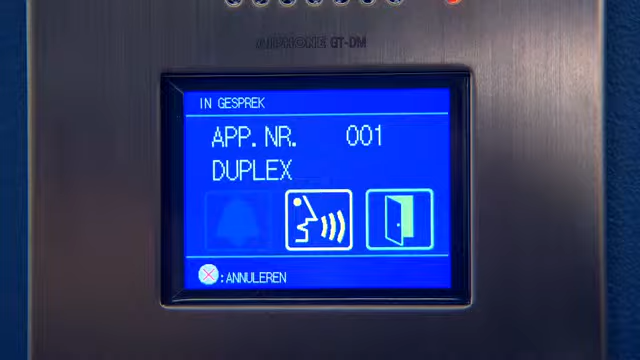 AIPHONE GT-DM
IN GESPREK
APP. NR. 001
DUPLEX
:ANNULEREN